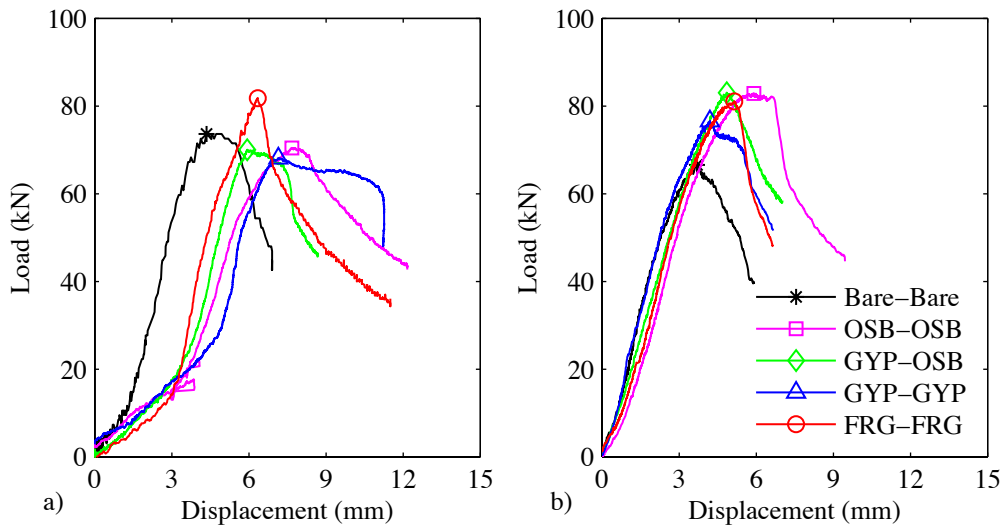 100
80
60
40
20
0
Load (kN)
0 3 6 9 12 15
a) Displacement (mm)
100
80
60
40
20
0
Load (kN)
Bare–Bare
OSB–OSB
GYP–OSB
GYP–GYP
FRG–FRG
0 3 6 9 12 15
b) Displacement (mm)